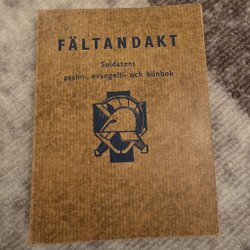 FÄLTANDAKT
Soldatens
psalm-, evangelii- och bönbok